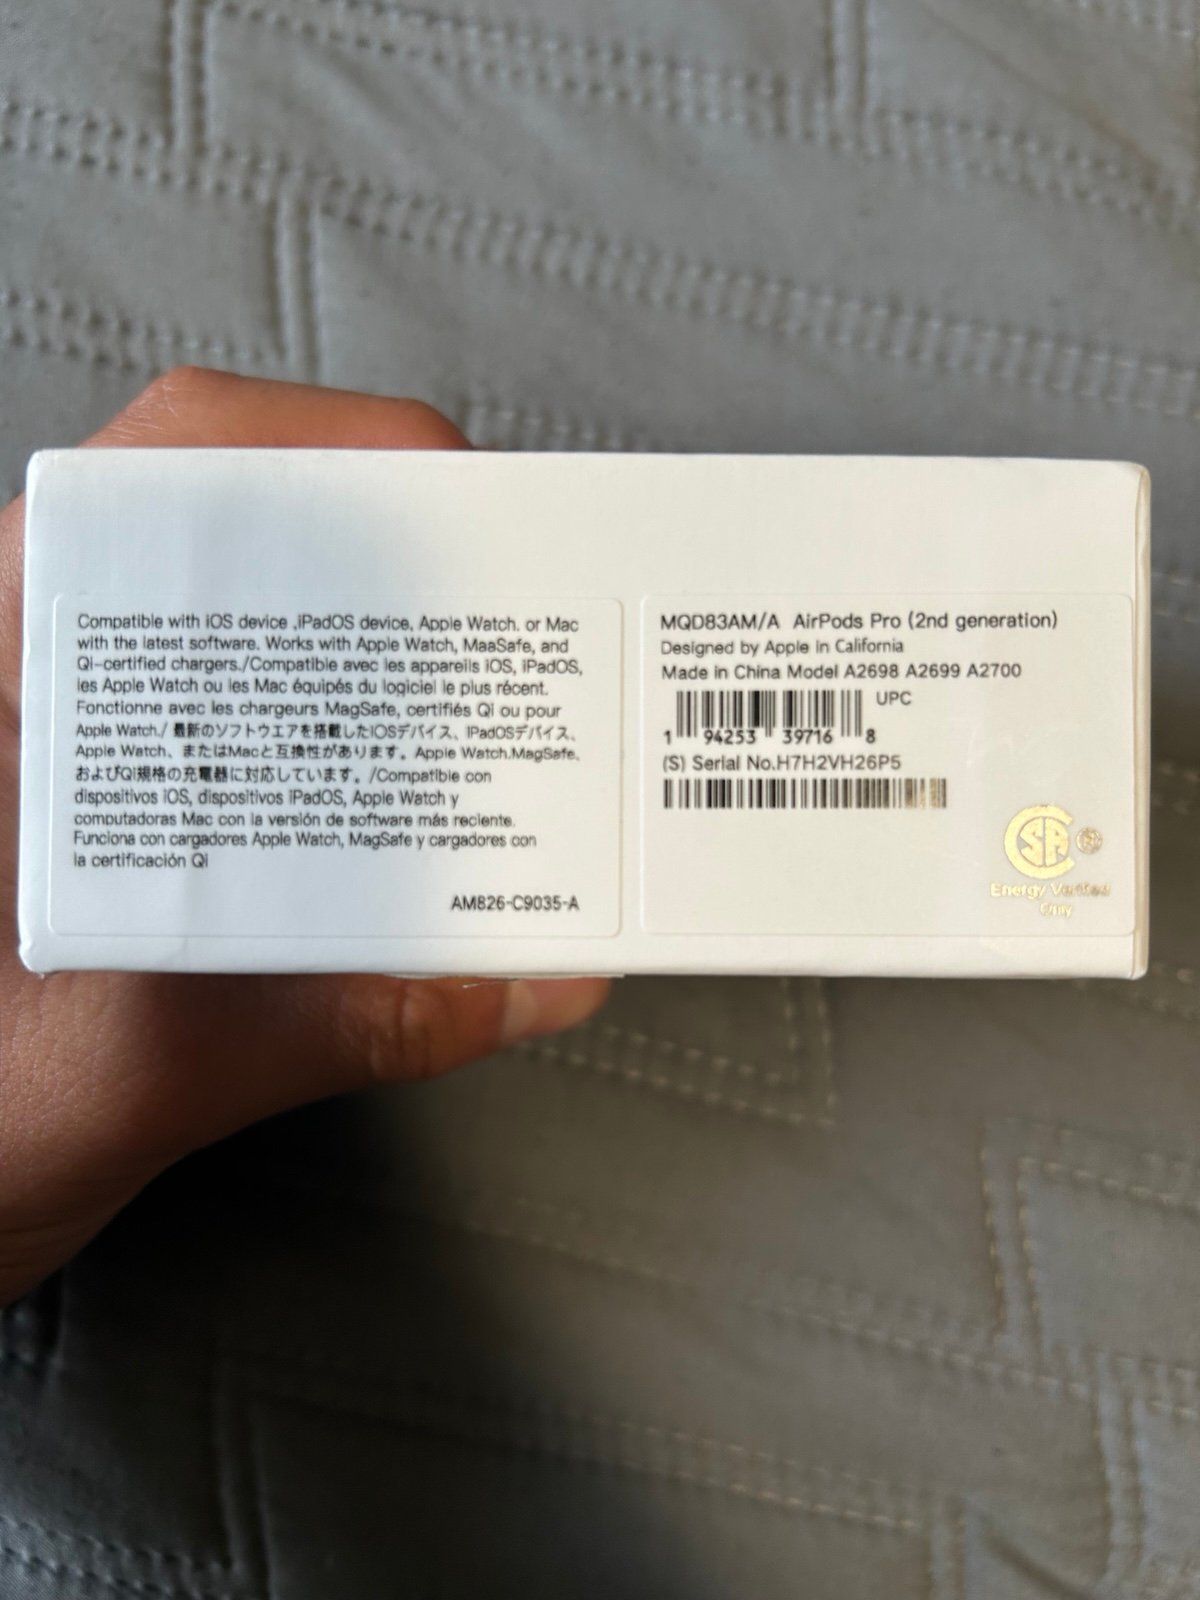 Compatible with iOS device ,iPadOS device, Apple Watch. or Mac
with the latest software. Works with Apple Watch, MaaSafe, and
Qi-certified chargers./Compatible avec les appareils iOS, iPadOS,
les Apple Watch ou les Mac équipés du logiciel le plus récent.
Fonctionne avec les chargeurs MagSafe, certifiés Qi ou pour
Apple Watch./ 最新のソフトウエアを搭載したIOSデバイス、IPadOSデバイス、
Apple Watch、またはMacと互換性があります。Apple Watch.MagSafe、
およびQi規格の充電器に対応しています。/Compatible con
dispositivos iOS, dispositivos iPadOS, Apple Watch y
computadoras Mac con la versión de software más reciente.
Funciona con cargadores Apple Watch, MagSafe y cargadores con
la certificación Qi
AM826-C9035-A
MQD83AM/A AirPods Pro (2nd generation)
Designed by Apple in California
Made in China Model A2698 A2699 A2700
UPC
1 94253 39716 8
(S) Serial No.H7H2VH26P5
SA
Energy Verified
Only